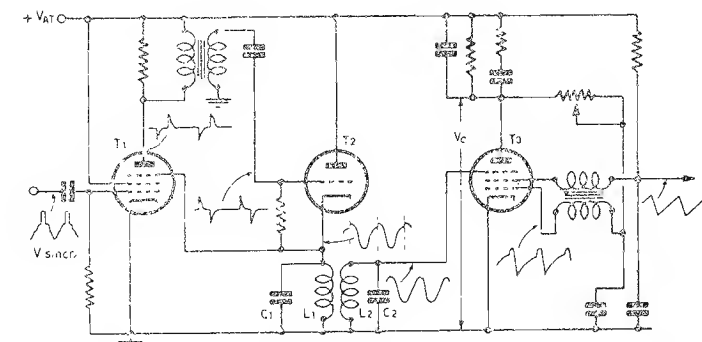 + VAT
T1
T2
T3
Vc
V sincr.
C1
L1
L2
C2